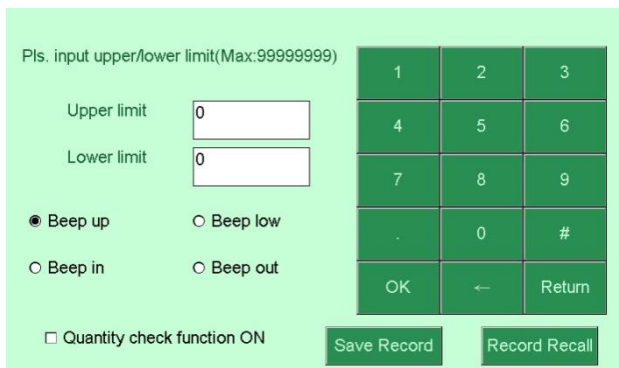 Pls. input upper/lower limit(Max:99999999)
Upper limit 0
Lower limit 0
Beep up Beep low
Beep in Beep out
Quantity check function ON
1 2 3
4 5 6
7 8 9
. 0 #
OK ← Return
Save Record Record Recall